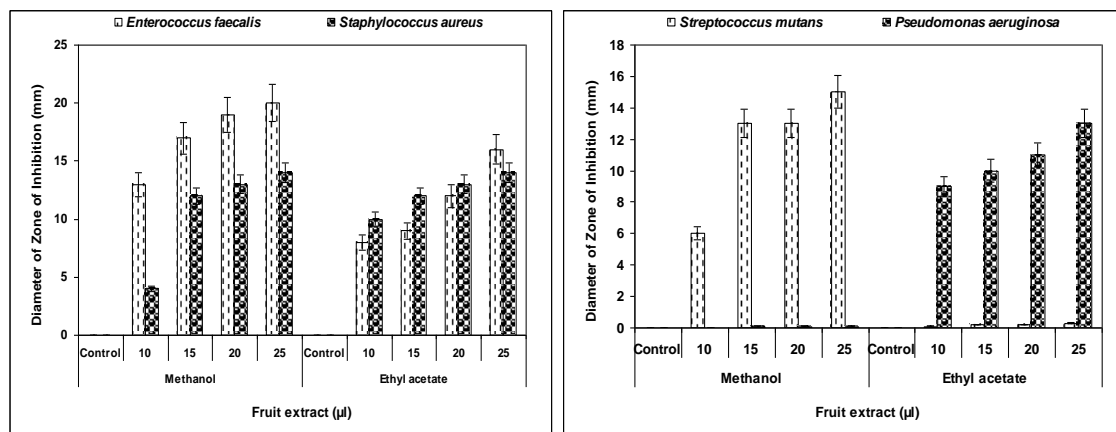 Enterococcus faecalis Staphylococcus aureus
Diameter of Zone of Inhibition (mm)
25
20
15
10
5
0
Control 10 15 20 25 Control 10 15 20 25
Methanol Ethyl acetate
Fruit extract (µl)
Streptococcus mutans Pseudomonas aeruginosa
Diameter of Zone of Inhibition (mm)
18
16
14
12
10
8
6
4
2
0
Control 10 15 20 25 Control 10 15 20 25
Methanol Ethyl acetate
Fruit extract (µl)